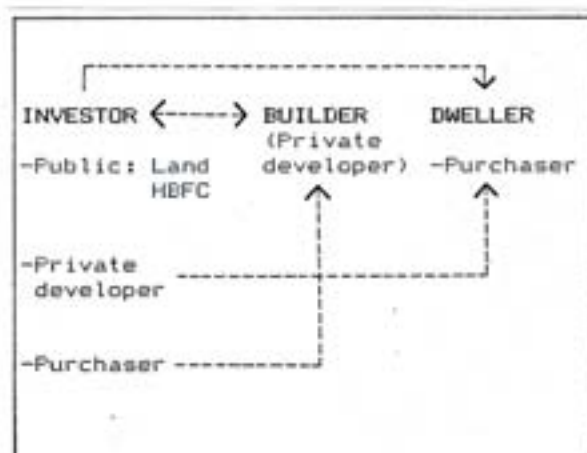 INVESTOR BUILDER DWELLER
(Private
-Public: Land developer) -Purchaser
HBFC
-Private
developer
-Purchaser